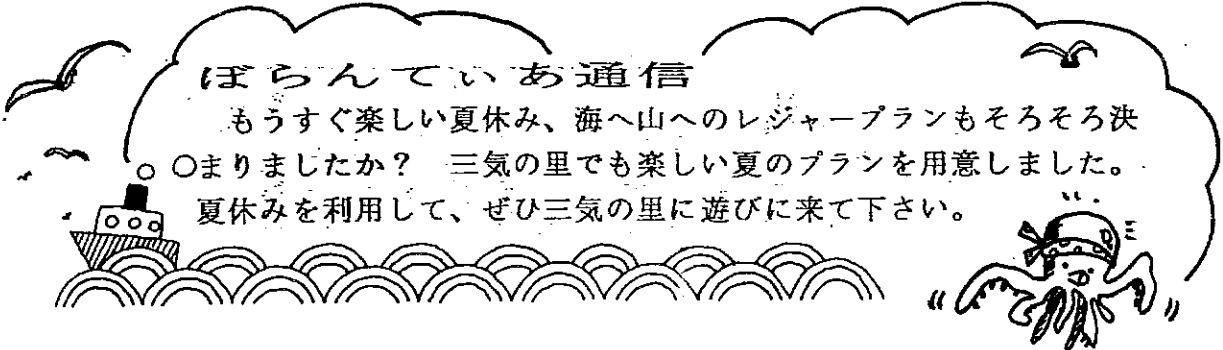 ぼらんてぃあ通信
もうすぐ楽しい夏休み、海へ山へのレジャープランもそろそろ決
まりましたか？　三気の里でも楽しい夏のプランを用意しました。
夏休みを利用して、ぜひ三気の里に遊びに来て下さい。